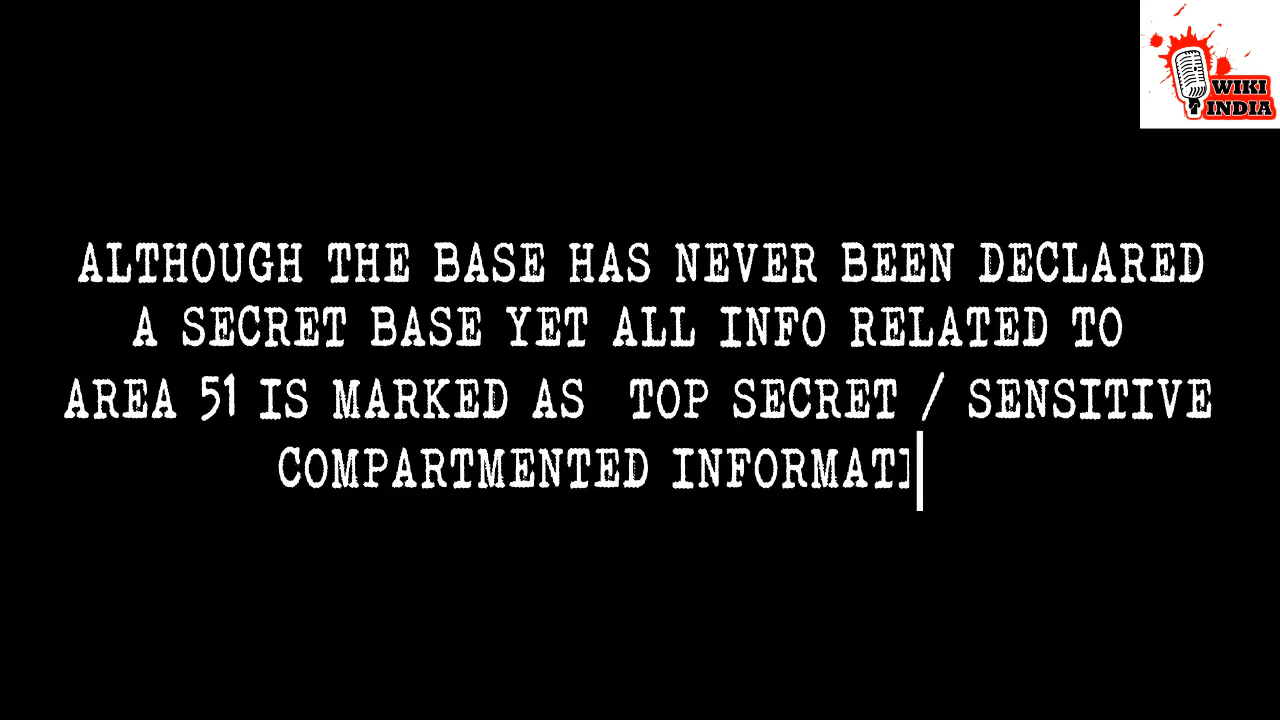 WIKI
INDIA
ALTHOUGH THE BASE HAS NEVER BEEN DECLARED
A SECRET BASE YET ALL INFO RELATED TO
AREA 51 IS MARKED AS TOP SECRET / SENSITIVE
COMPARTMENTED INFORMATI